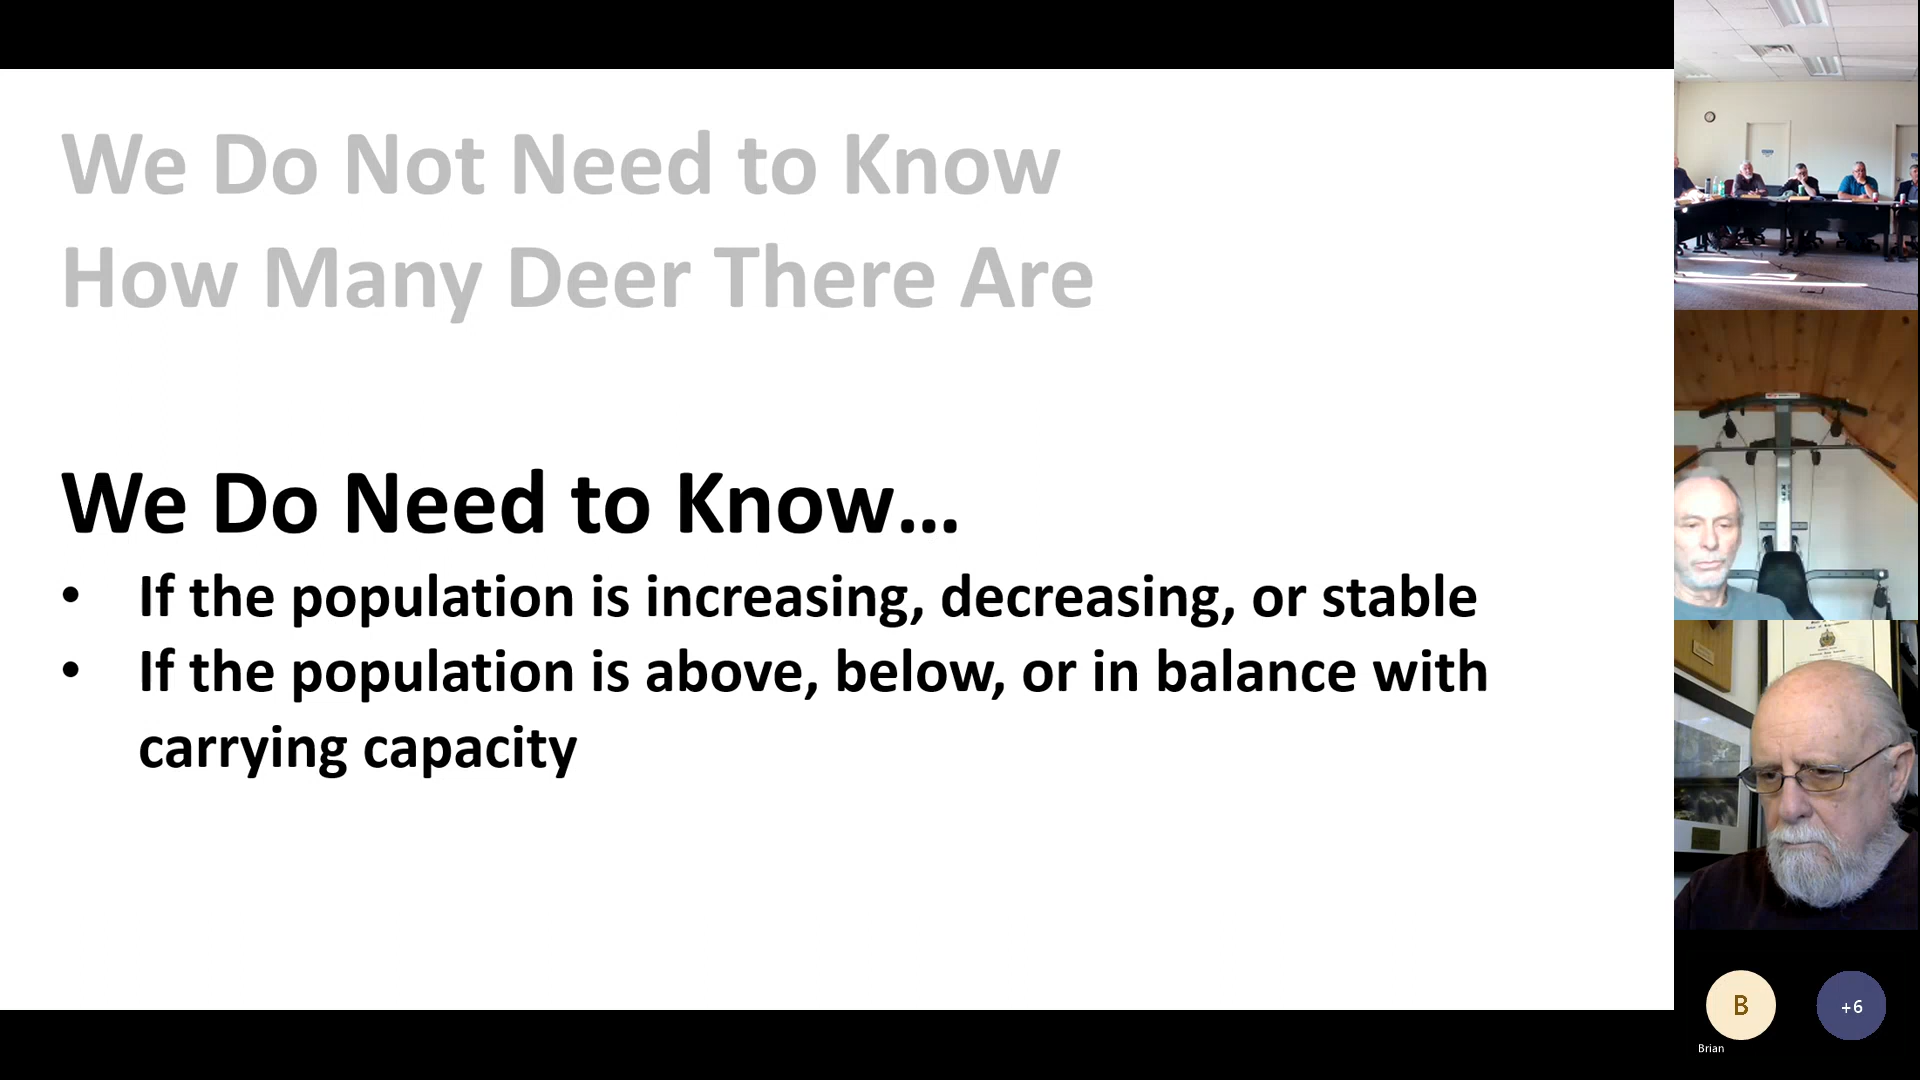 We Do Not Need to Know
How Many Deer There Are
We Do Need to Know...
• If the population is increasing, decreasing, or stable
• If the population is above, below, or in balance with
carrying capacity
B
+6
Brian